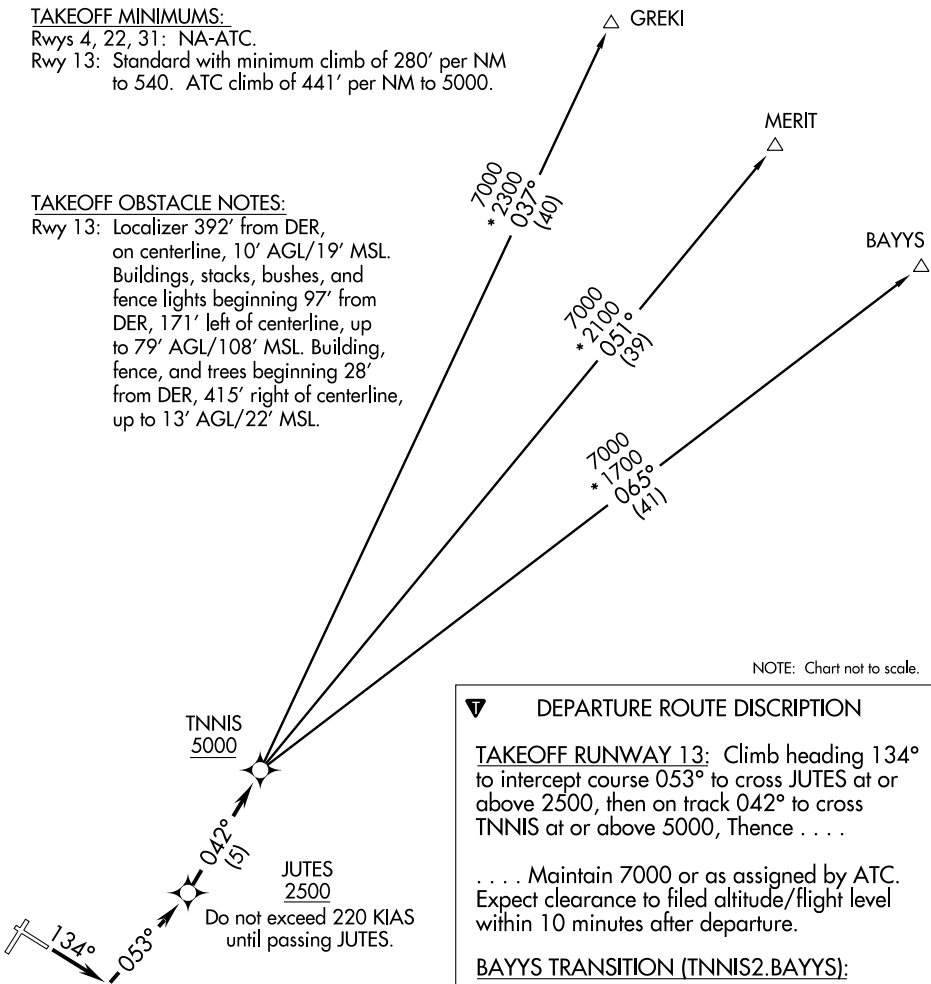 TAKEOFF MINIMUMS:
Rwys 4, 22, 31: NA-ATC.
Rwy 13: Standard with minimum climb of 280' per NM
to 540. ATC climb of 441' per NM to 5000.
TAKEOFF OBSTACLE NOTES:
Rwy 13: Localizer 392' from DER,
on centerline, 10' AGL/19' MSL.
Buildings, stacks, bushes, and
fence lights beginning 97' from
DER, 171' left of centerline, up
to 79' AGL/108' MSL. Building,
fence, and trees beginning 28'
from DER, 415' right of centerline,
up to 13' AGL/22' MSL.
GREKI
7000
*2300
037°
(40)
MERIT
7000
*2100
051°
(39)
BAYYS
7000
*1700
065°
(41)
NOTE: Chart not to scale.
TNNIS
5000
042°
(5)
JUTES
2500
Do not exceed 220 KIAS
until passing JUTES.
134°
053°
T DEPARTURE ROUTE DISCRIPTION
TAKEOFF RUNWAY 13: Climb heading 134°
to intercept course 053° to cross JUTES at or
above 2500, then on track 042° to cross
TNNIS at or above 5000, Thence . . . .
. . . . Maintain 7000 or as assigned by ATC.
Expect clearance to filed altitude/flight level
within 10 minutes after departure.
BAYYS TRANSITION (TNNIS2.BAYYS):